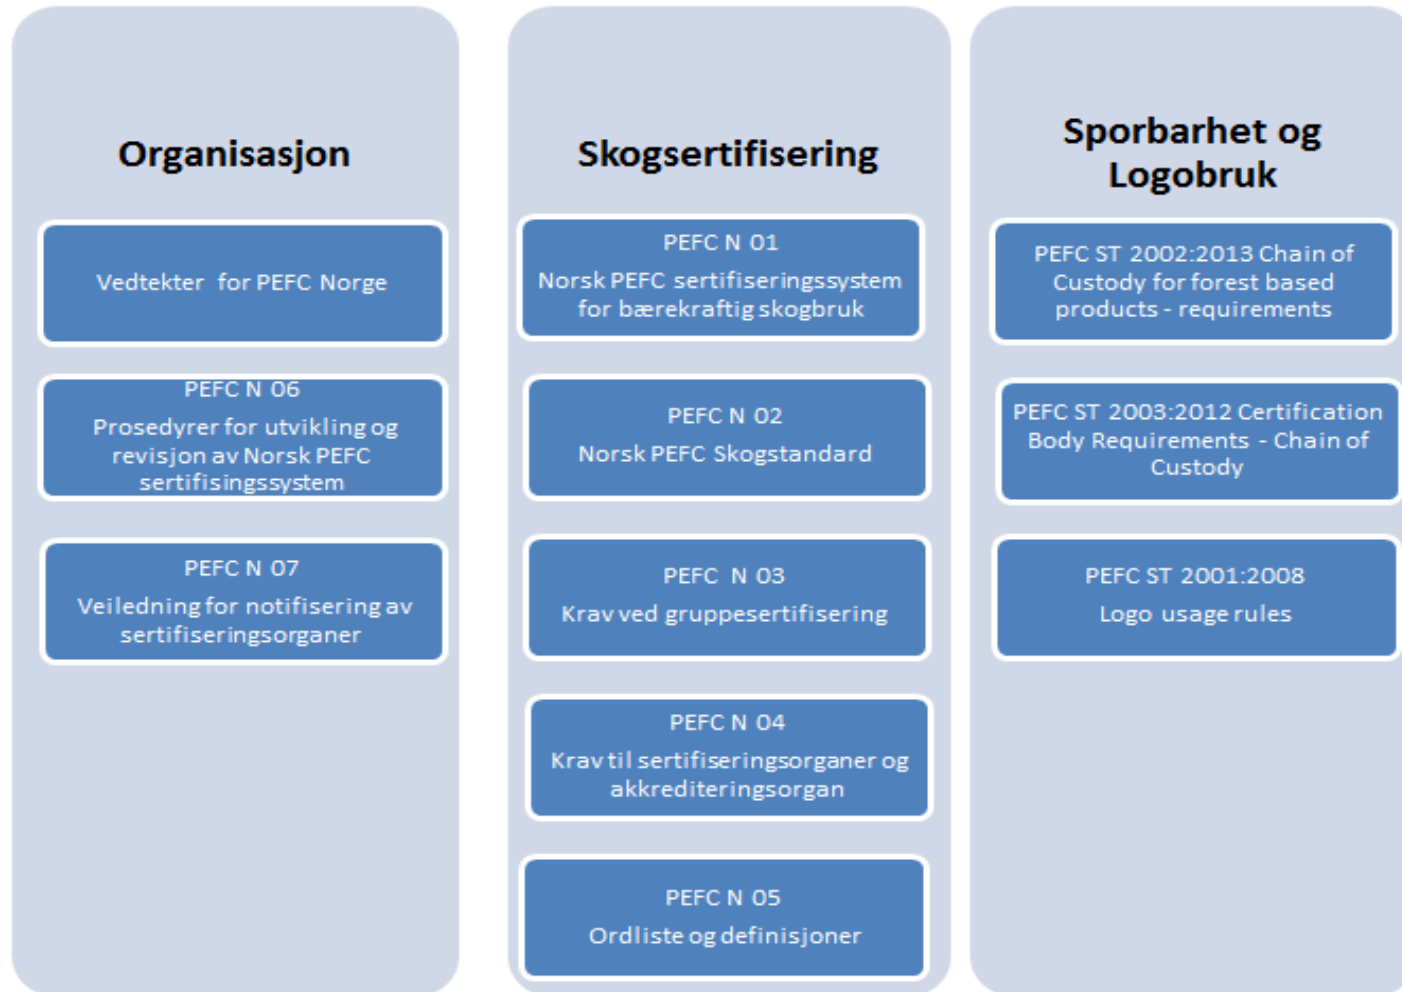 Organisasjon
Vedtekter for PEFC Norge
PEFC N 06
Prosedyrer for utvikling og
revisjon av Norsk PEFC
sertifisingssystem
PEFC N 07
Veiledning for notifisering av
sertifiseringsorganer
Skogsertifisering
PEFC N 01
Norsk PEFC sertifiseringssystem
for bærekraftig skogbruk
PEFC N 02
Norsk PEFC Skogstandard
PEFC N 03
Krav ved gruppesertifisering
PEFC N 04
Krav til sertifiseringsorganer og
akkrediteringsorgan
PEFC N 05
Ordliste og definisjoner
Sporbarhet og
Logobruk
PEFC ST 2002:2013 Chain of
Custody for forest based
products - requirements
PEFC ST 2003:2012 Certification
Body Requirements - Chain of
Custody
PEFC ST 2001:2008
Logo usage rules